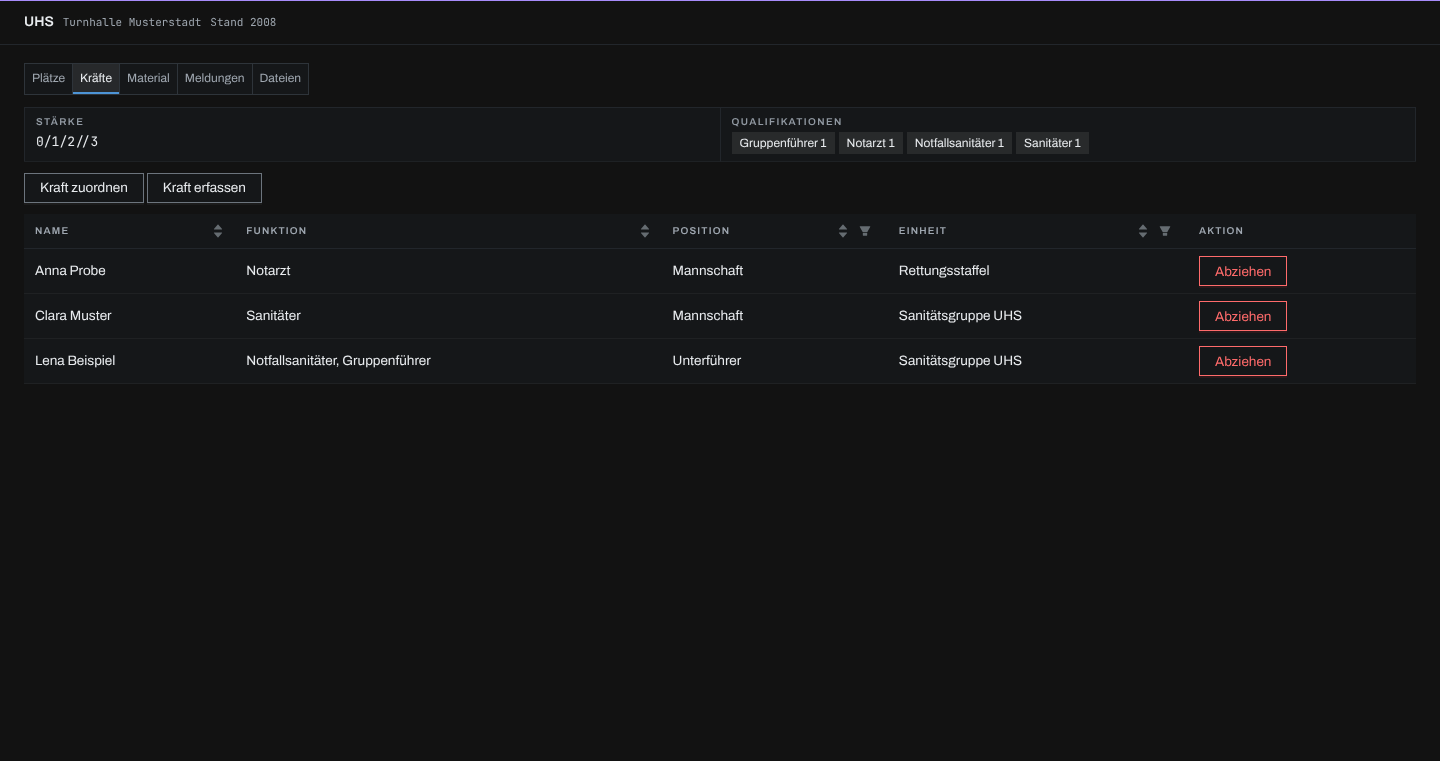 UHS Turnhalle Musterstadt Stand 2008
Plätze Kräfte Material Meldungen Dateien
STÄRKE
0/1/2//3
QUALIFIKATIONEN
Gruppenführer 1 Notarzt 1 Notfallsanitäter 1 Sanitäter 1
Kraft zuordnen Kraft erfassen
NAME FUNKTION POSITION EINHEIT AKTION
Anna Probe Notarzt Mannschaft Rettungsstaffel Abziehen
Clara Muster Sanitäter Mannschaft Sanitätsgruppe UHS Abziehen
Lena Beispiel Notfallsanitäter, Gruppenführer Unterführer Sanitätsgruppe UHS Abziehen